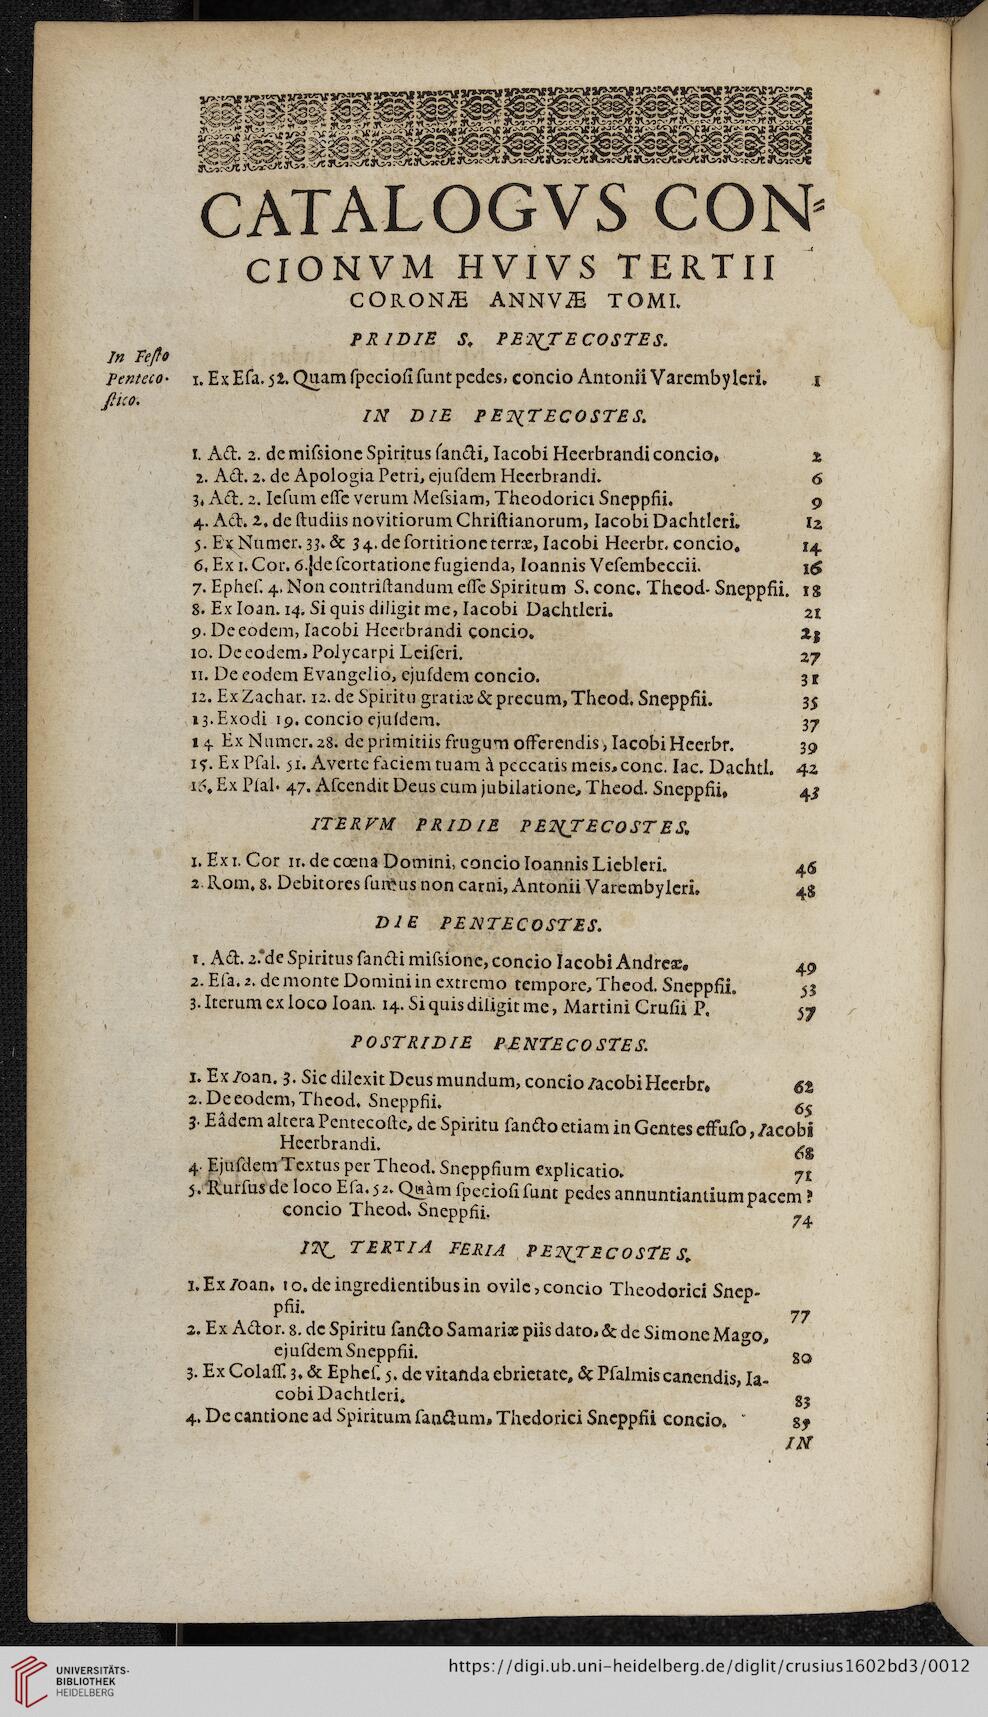 CATALOGVS CON-
CIONVM HVIVS TERTII
CORONÆ ANNVÆ TOMI.
PRIDIE S. PENTECOSTES.
In Feſto
Penteco-
ſtico.
1. Ex Eſa. 52. Quam ſpecioſi ſunt pedes, concio Antonii Varembyleri. 1
IN DIE PENTECOSTES.
1. Act. 2. de miſsione Spiritus ſancti, Iacobi Heerbrandi concio, 2
2. Act. 2. de Apologia Petri, ejuſdem Heerbrandi. 6
3. Act. 2. Ieſum eſſe verum Meſsiam, Theodorici Sneppfii. 9
4. Act. 2. de ſtudiis novitiorum Chriſtianorum, Iacobi Dachtleri. 12
5. Ex Numer. 33. & 34. de ſortitione terræ, Iacobi Heerbr. concio. 14
6, Ex 1. Cor. 6. de ſcortatione fugienda, Ioannis Veſembeccii. 16
7. Epheſ. 4. Non contriſtandum eſſe Spiritum S. conc. Theod. Sneppfii. 18
8. Ex Ioan. 14. Si quis diligit me, Iacobi Dachtleri. 21
9. De eodem, Iacobi Heerbrandi concio. 23
10. De eodem, Polycarpi Leiſeri. 27
11. De eodem Evangelio, ejuſdem concio. 31
12. Ex Zachar. 12. de Spiritu gratiæ & precum, Theod. Sneppfii. 35
13. Exodi 19. concio ejuſdem. 37
14 Ex Numer. 28. de primitiis frugum offerendis, Iacobi Heerbr. 39
15. Ex Pſal. 51. Averte faciem tuam à peccatis meis, conc. Iac. Dachtl. 42
16. Ex Pſal. 47. Aſcendit Deus cum jubilatione, Theod. Sneppfii, 43
ITERVM PRIDIE PENTECOSTES.
1. Ex 1. Cor 11. de cœna Domini, concio Ioannis Liebleri. 46
2. Rom. 8. Debitores ſumus non carni, Antonii Varembyleri. 48
DIE PENTECOSTES.
1. Act. 2. de Spiritus ſancti miſsione, concio Iacobi Andreæ. 49
2. Eſa. 2. de monte Domini in extremo tempore, Theod. Sneppfii. 53
3. Iterum ex loco Ioan. 14. Si quis diligit me, Martini Cruſii P. 57
POSTRIDIE PENTECOSTES.
1. Ex Ioan. 3. Sic dilexit Deus mundum, concio Iacobi Heerbr. 62
2. De eodem, Theod. Sneppfii. 65
3. Eâdem altera Pentecoſte, de Spiritu ſancto etiam in Gentes effuſo, Iacobi
Heerbrandi. 68
4. Ejuſdem Textus per Theod. Sneppfium explicatio. 71
5. Rurſus de loco Eſa. 52. Quàm ſpecioſi ſunt pedes annuntiantium pacem?
concio Theod. Sneppfii. 74
IN TERTIA FERIA PENTECOSTES.
1. Ex Ioan. 10. de ingredientibus in ovile, concio Theodorici Snep-
pfii. 77
2. Ex Actor. 8. de Spiritu ſancto Samariæ piis dato, & de Simone Mago,
ejuſdem Sneppfii. 80
3. Ex Colaſſ. 3. & Epheſ. 5. de vitanda ebrietate, & Pſalmis canendis, Ia-
cobi Dachtleri. 83
4. De cantione ad Spiritum ſanctum, Thedorici Sneppfii concio.
IN
UNIVERSITÄTS-
BIBLIOTHEK
HEIDELBERG
https://digi.ub.uni-heidelberg.de/diglit/crusius1602bd3/0012